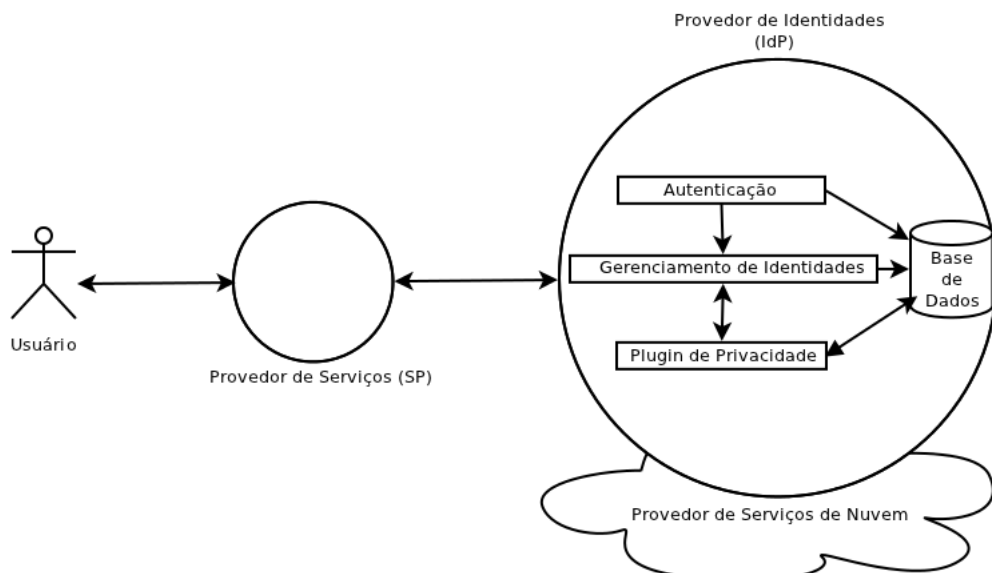 Provedor de Identidades
(IdP)
Autenticação
Gerenciamento de Identidades
Base
de
Dados
Plugin de Privacidade
Usuário
Provedor de Serviços (SP)
Provedor de Serviços de Nuvem